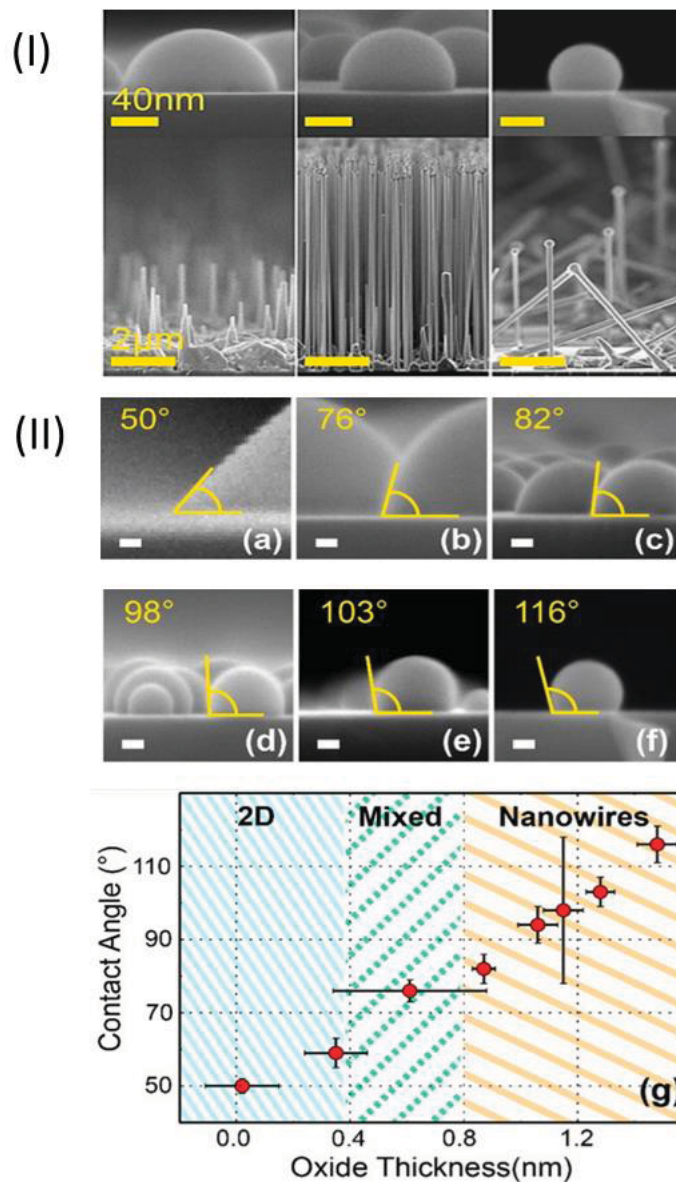 (I)
40nm
2μm
(II)
50°
76°
82°
(a)
(b)
(c)
98°
103°
116°
(d)
(e)
(f)
2D
Mixed
Nanowires
Contact Angle (°)
110
90
70
50
(g)
0.0
0.4
0.8
1.2
Oxide Thickness(nm)